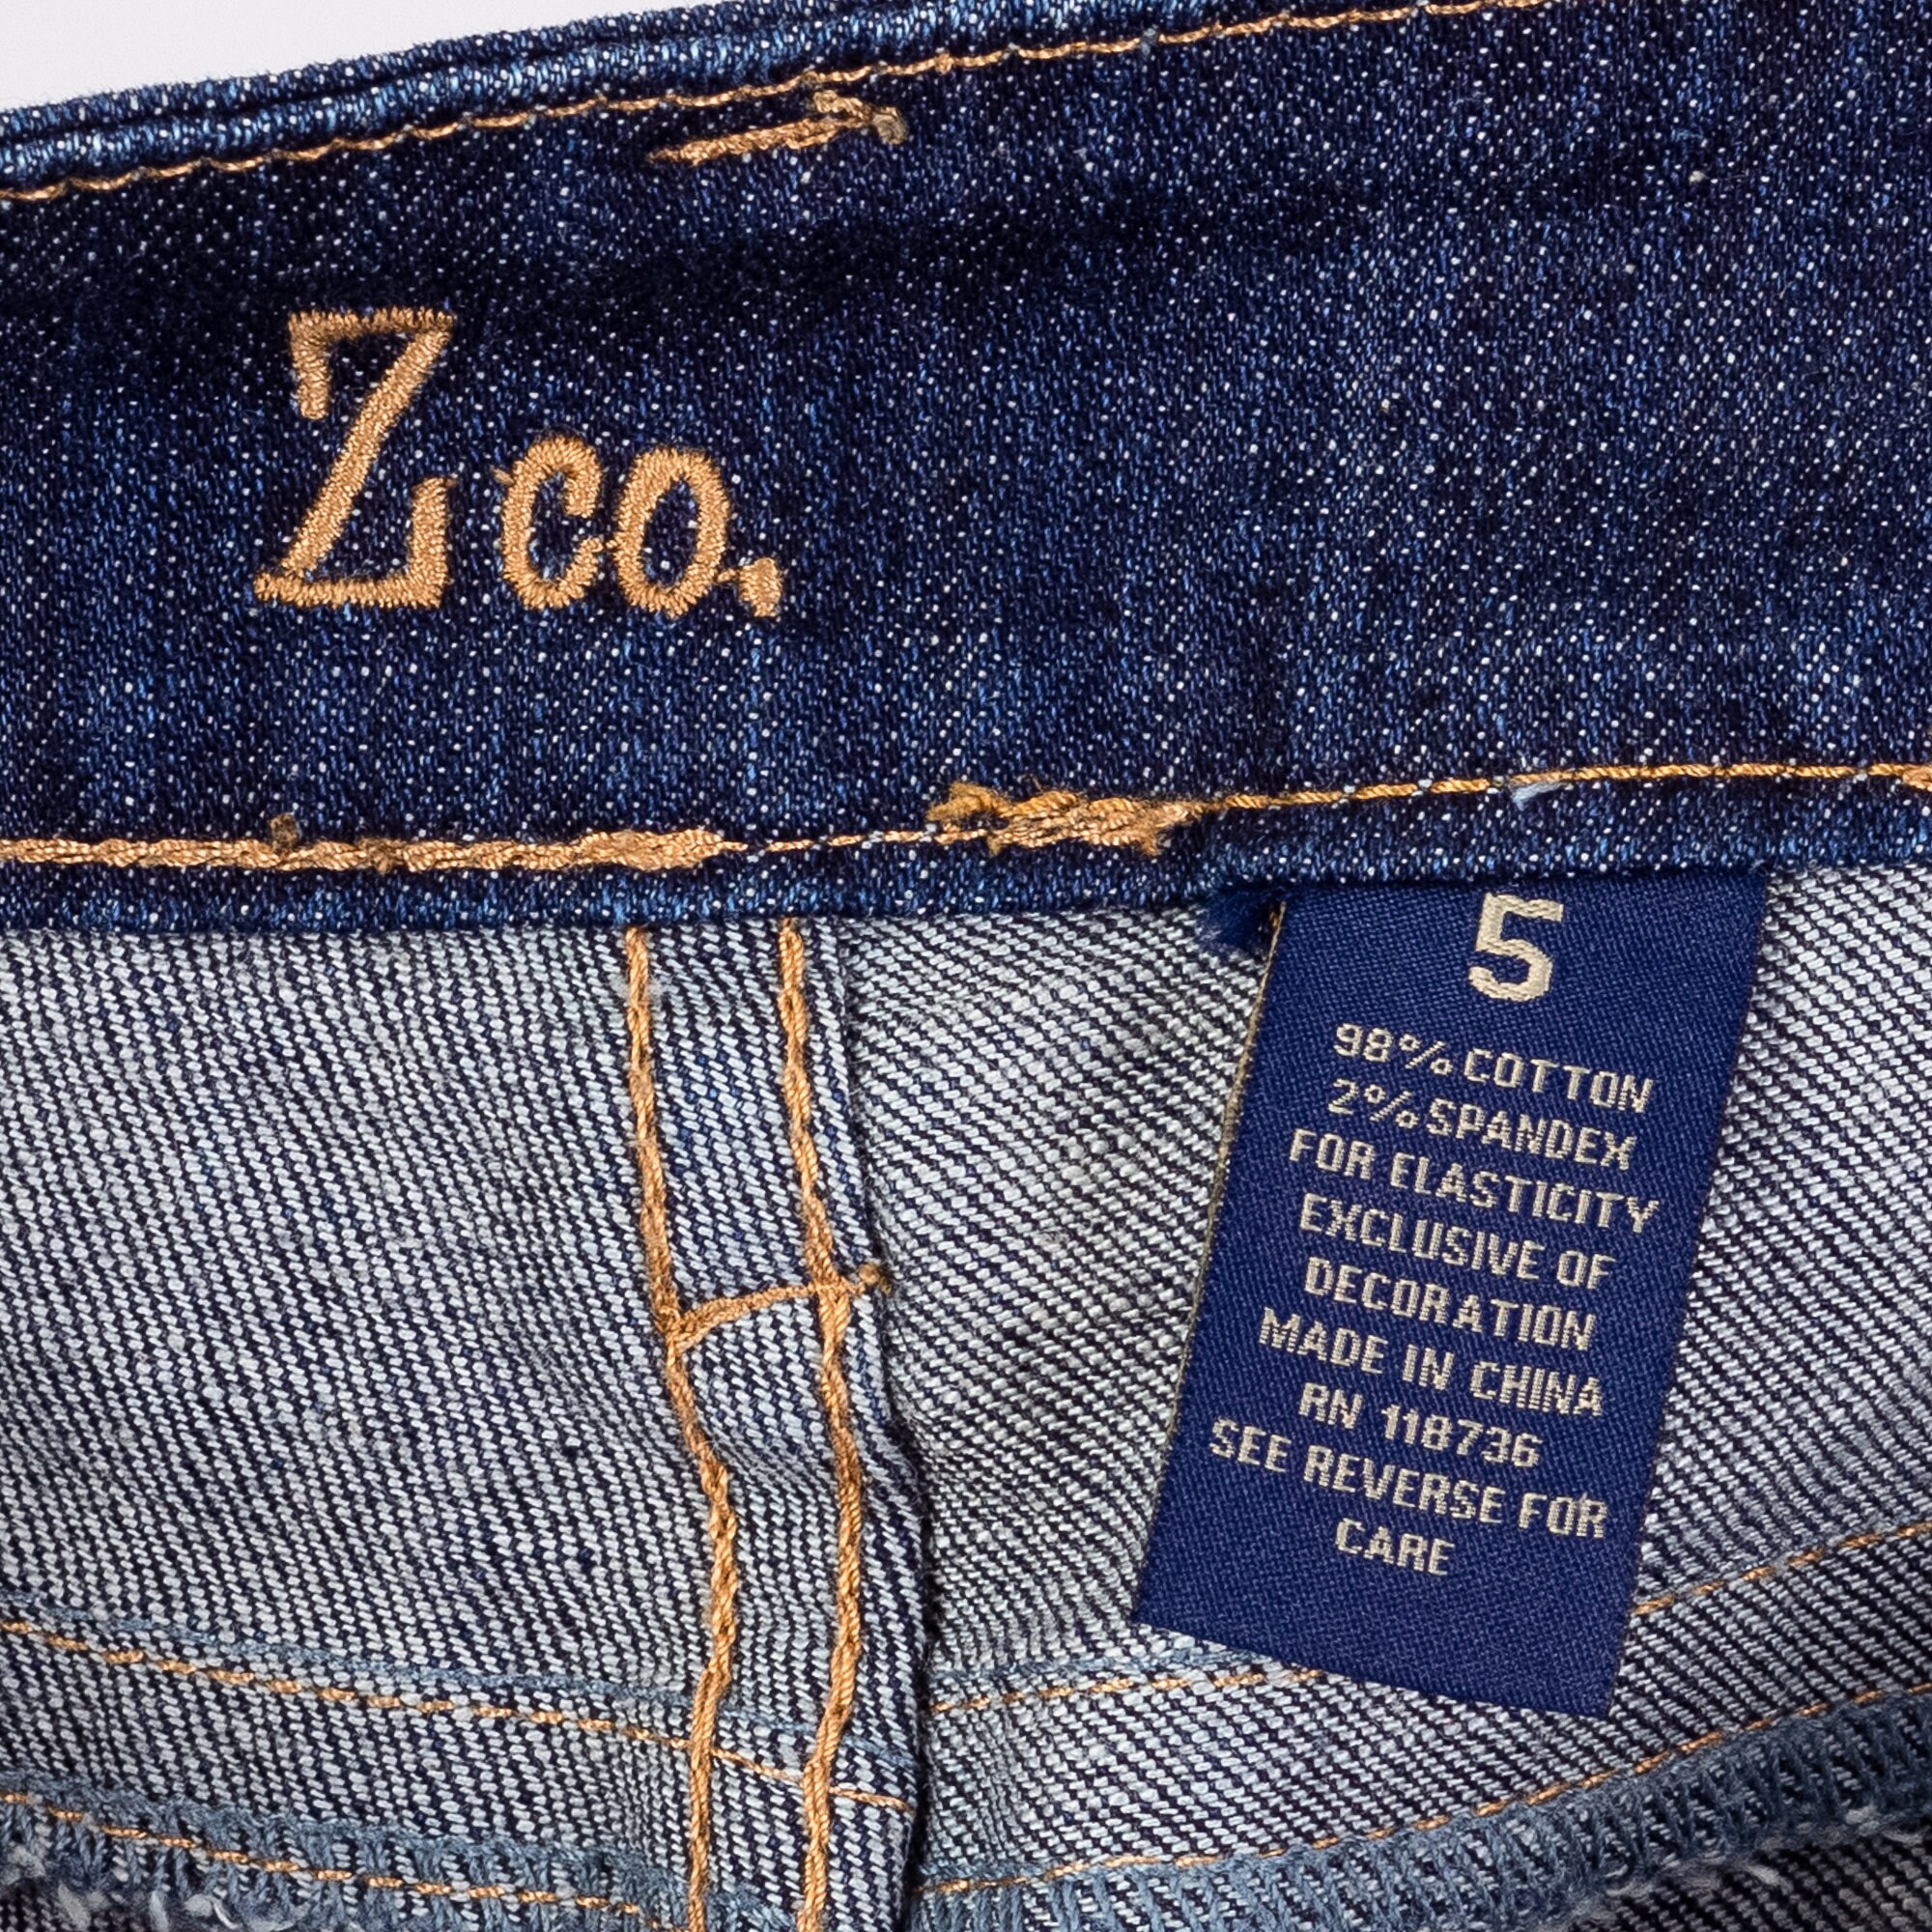 Zco.
5
98% COTTON
2% SPANDEX
FOR ELASTICITY
EXCLUSIVE OF
DECORATION
MADE IN CHINA
RN 118736
SEE REVERSE FOR
CARE